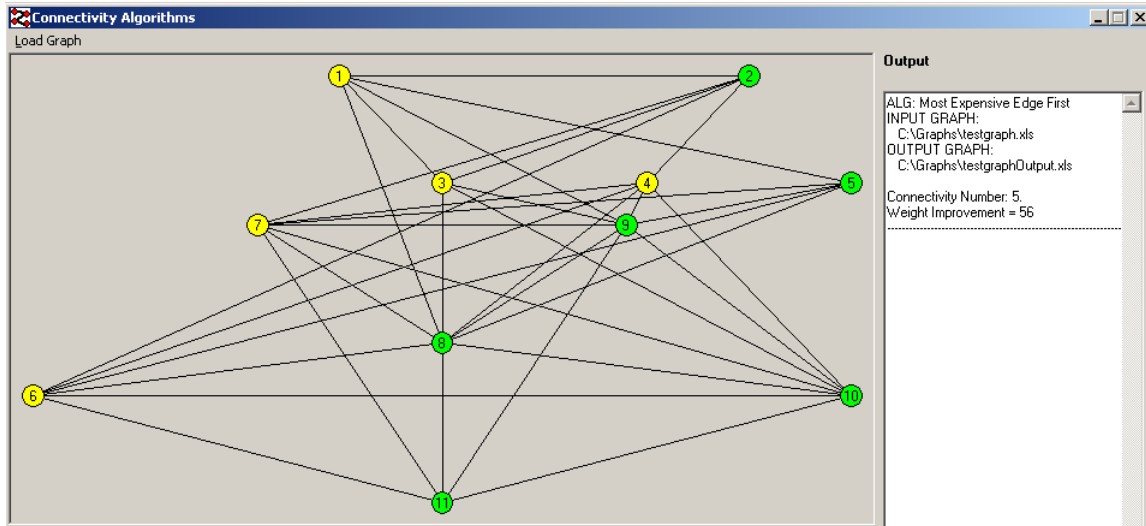 Connectivity Algorithms
Load Graph
Output
1
2
3
4
5
7
9
8
6
10
11
ALG: Most Expensive Edge First
INPUT GRAPH:
C:\Graphs\testgraph.xls
OUTPUT GRAPH:
C:\Graphs\testgraphOutput.xls
Connectivity Number: 5.
Weight Improvement = 56